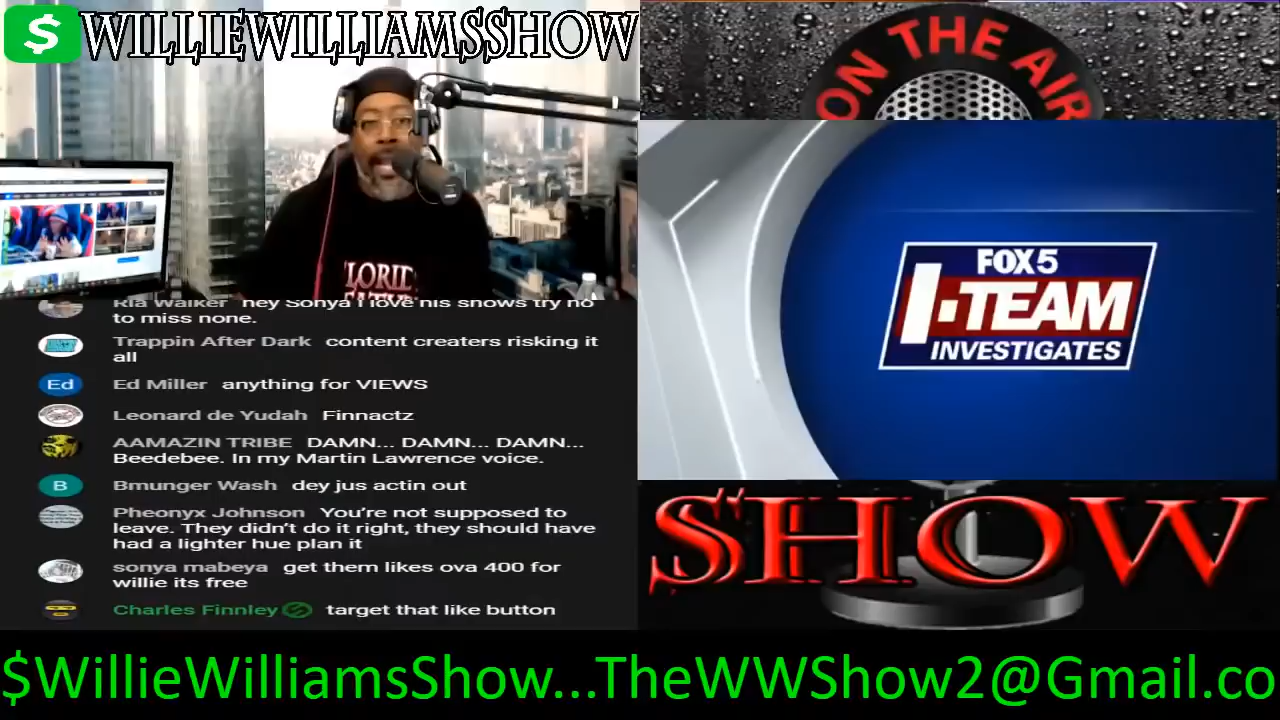 $WILLIEWILLIAMSSHOW
ON THE AIR
FOX 5
I-TEAM
INVESTIGATES
Ria Walker hey Sonya I love his shows try no
to miss none.
Trappin After Dark content creaters risking it
all
Ed Ed Miller anything for VIEWS
Leonard de Yudah Finnactz
AAMAZIN TRIBE DAMN... DAMN... DAMN...
Beedebee. In my Martin Lawrence voice.
B Bmunger Wash dey jus actin out
Pheonyx Johnson You're not supposed to
leave. They didn't do it right, they should have
had a lighter hue plan it
sonya mabeya get them likes ova 400 for
willie its free
Charles Finnley target that like button
$HOW
$WillieWilliamsShow...TheWWShow2@Gmail.co